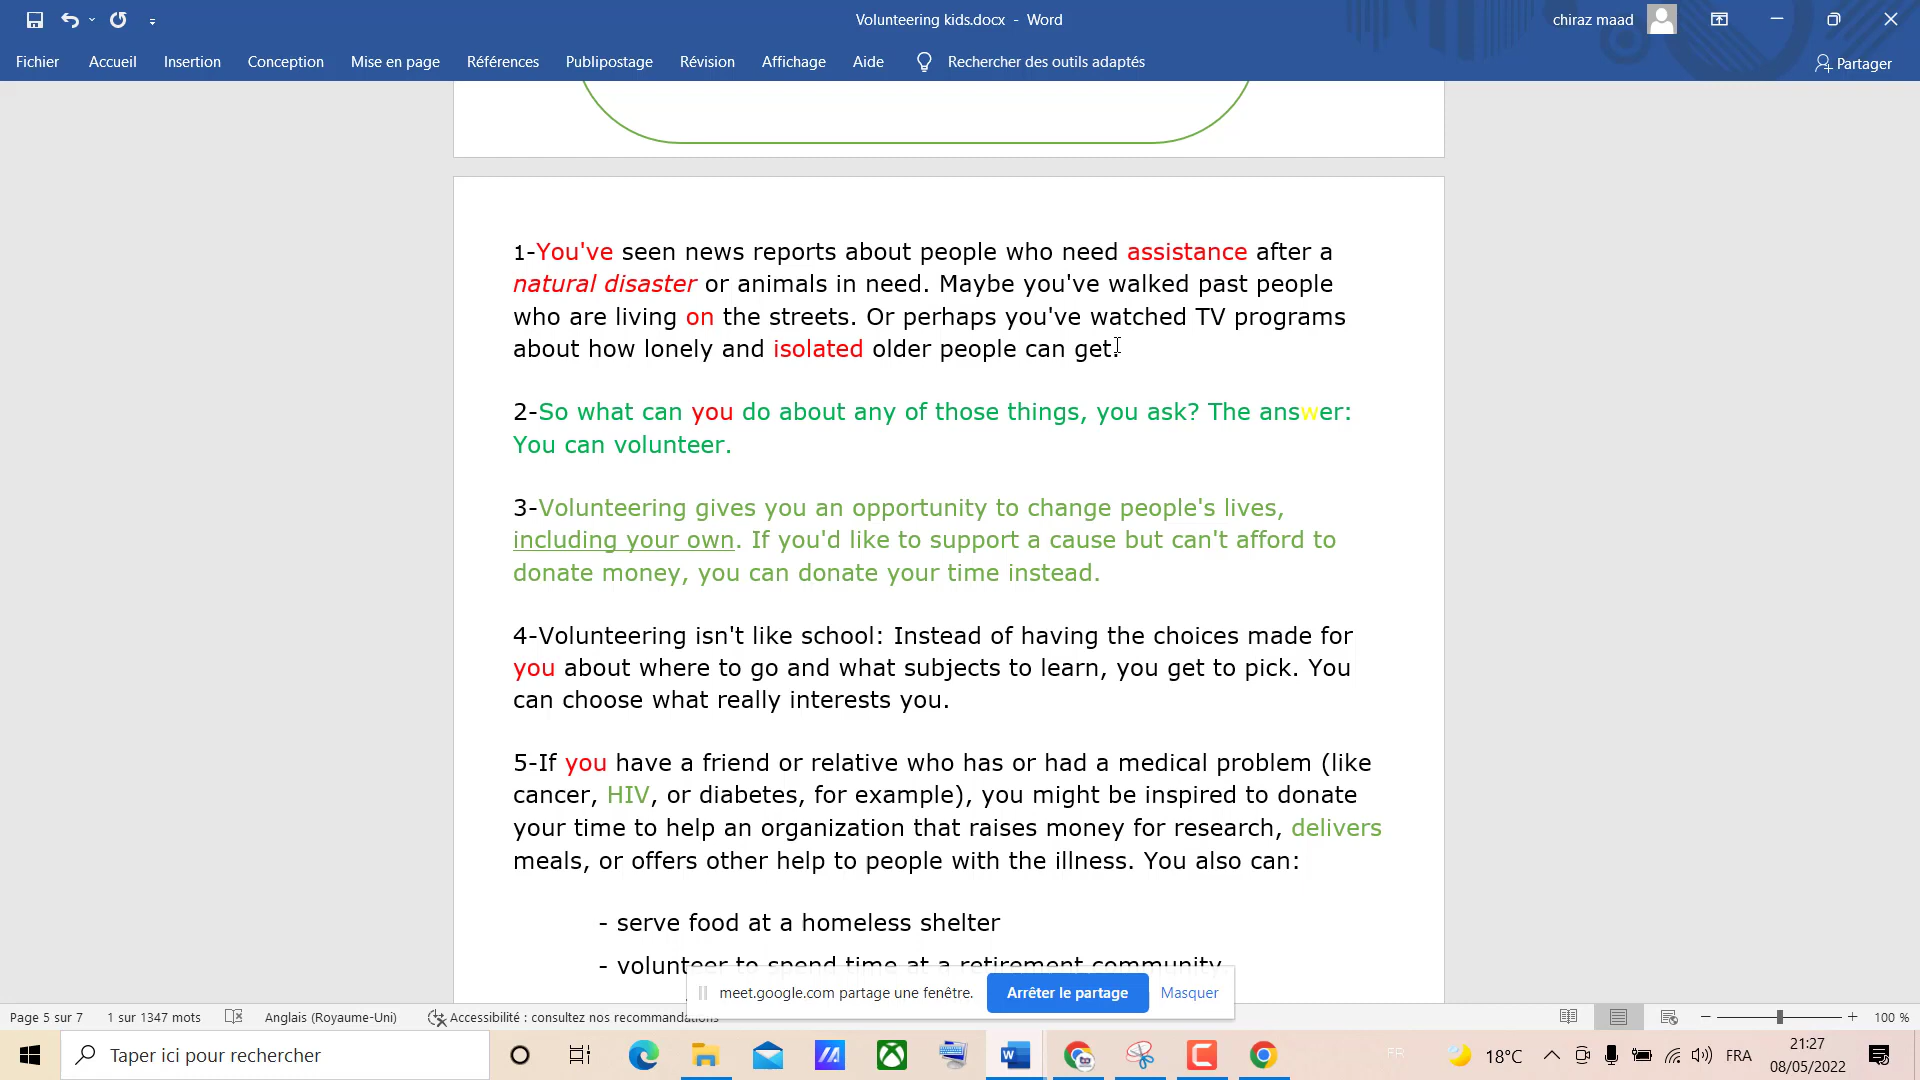 Volunteering kids.docx - Word
chiraz maad
Fichier Accueil Insertion Conception Mise en page Références Publipostage Révision Affichage Aide Rechercher des outils adaptés Partager
1-You've seen news reports about people who need assistance after a
natural disaster or animals in need. Maybe you've walked past people
who are living on the streets. Or perhaps you've watched TV programs
about how lonely and isolated older people can get.
2-So what can you do about any of those things, you ask? The answer:
You can volunteer.
3-Volunteering gives you an opportunity to change people's lives,
including your own. If you'd like to support a cause but can't afford to
donate money, you can donate your time instead.
4-Volunteering isn't like school: Instead of having the choices made for
you about where to go and what subjects to learn, you get to pick. You
can choose what really interests you.
5-If you have a friend or relative who has or had a medical problem (like
cancer, HIV, or diabetes, for example), you might be inspired to donate
your time to help an organization that raises money for research, delivers
meals, or offers other help to people with the illness. You also can:
- serve food at a homeless shelter
- volunteer to spend time at a retirement community.
meet.google.com partage une fenêtre. Arrêter le partage Masquer
Page 5 sur 7 1 sur 1347 mots Anglais (Royaume-Uni) Accessibilité : consultez nos recommandations 100 %
Taper ici pour rechercher
FR 18°C FRA
21:27
08/05/2022